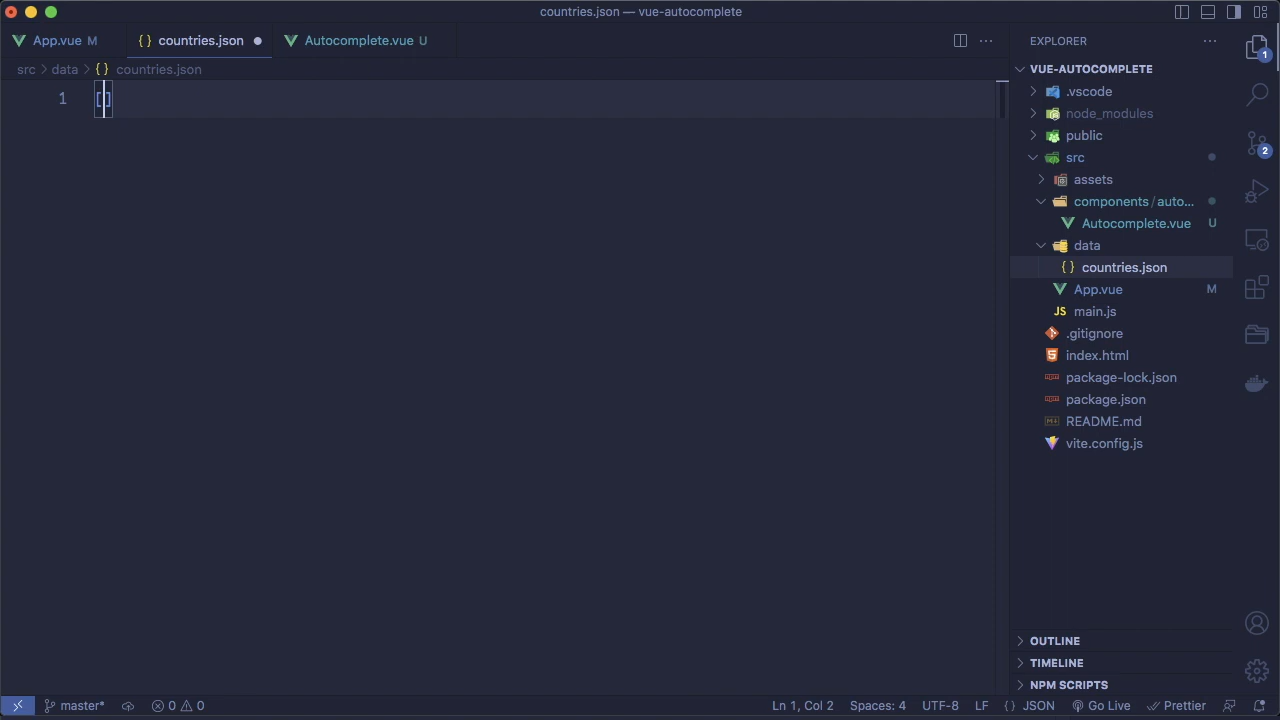 countries.json — vue-autocomplete
App.vue M
{ } countries.json ●
Autocomplete.vue U
src > data > { } countries.json
1 []
EXPLORER
VUE-AUTOCOMPLETE
.vscode
node_modules
public
src
assets
components/auto...
Autocomplete.vue U
data
{ } countries.json
App.vue M
JS main.js
.gitignore
index.html
package-lock.json
package.json
README.md
vite.config.js
OUTLINE
TIMELINE
NPM SCRIPTS
1
2
master* 0 0 Ln 1, Col 2 Spaces: 4 UTF-8 LF { } JSON Go Live Prettier